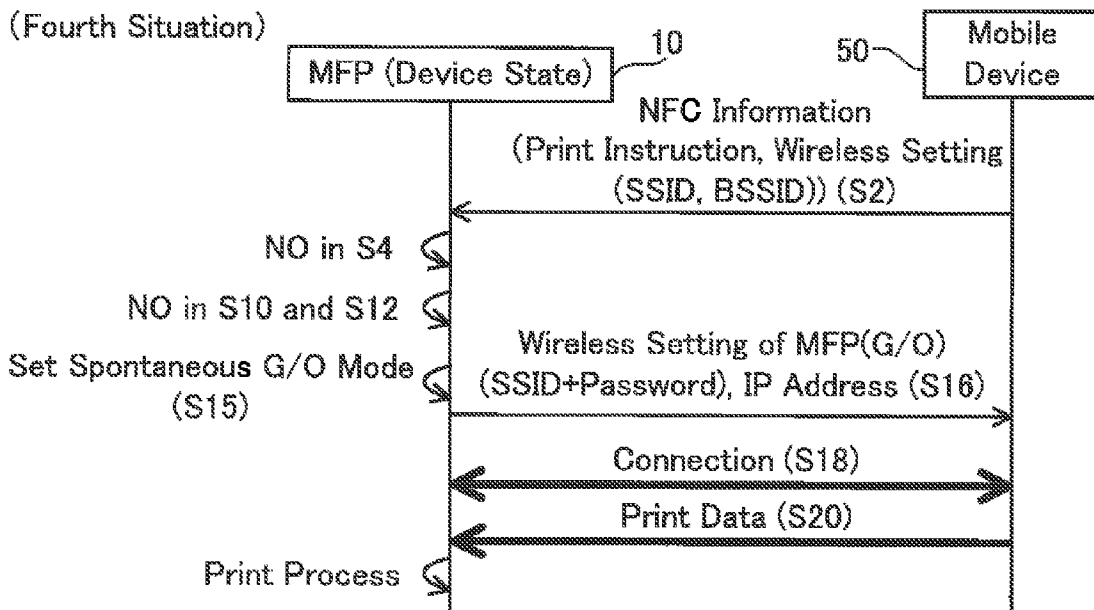 (Fourth Situation)
MFP (Device State)
10
50
Mobile
Device
NFC Information
(Print Instruction, Wireless Setting
(SSID, BSSID)) (S2)
NO in S4
NO in S10 and S12
Set Spontaneous G/O Mode
(S15)
Wireless Setting of MFP(G/O)
(SSID+Password), IP Address (S16)
Connection (S18)
Print Data (S20)
Print Process